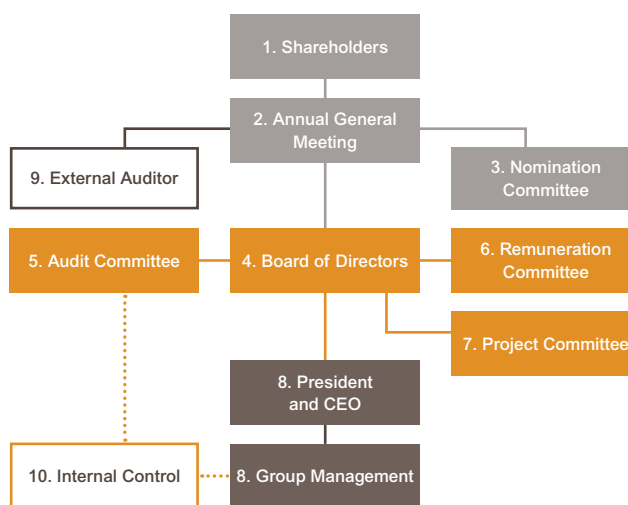 1. Shareholders
2. Annual General
Meeting
9. External Auditor
3. Nomination
Committee
5. Audit Committee
4. Board of Directors
6. Remuneration
Committee
7. Project Committee
8. President
and CEO
10. Internal Control
8. Group Management